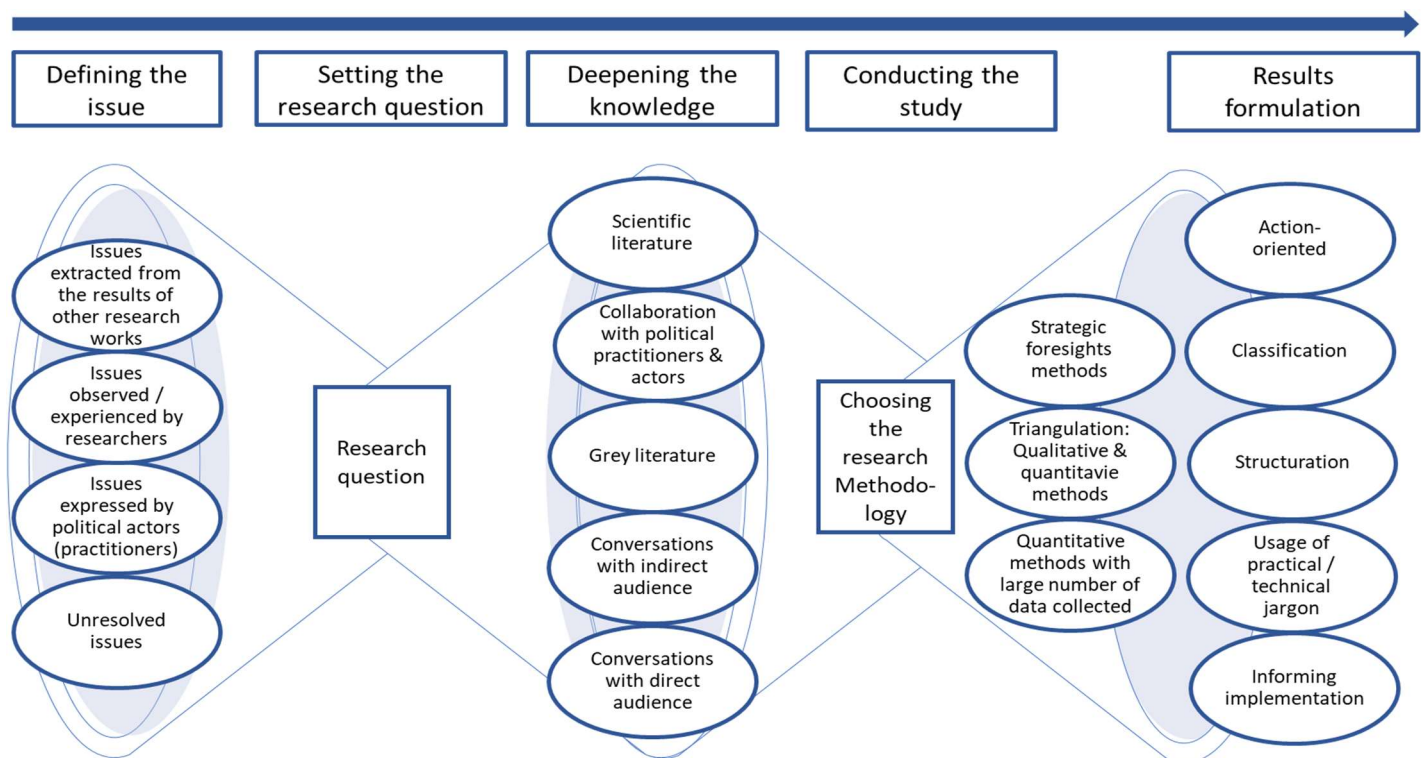 Defining the
issue
Setting the
research question
Deepening the
knowledge
Conducting the
study
Results
formulation
Issues
extracted from
the results of
other research
works
Issues
observed /
experienced by
researchers
Issues
expressed by
political actors
(practitioners)
Unresolved
issues
Research
question
Scientific
literature
Collaboration
with political
practitioners &
actors
Grey literature
Conversations
with indirect
audience
Conversations
with direct
audience
Choosing
the
research
Methodo-
logy
Strategic
foresights
methods
Triangulation:
Qualitative &
quantitavie
methods
Quantitative
methods with
large number of
data collected
Action-
oriented
Classification
Structuration
Usage of
practical /
technical
jargon
Informing
implementation